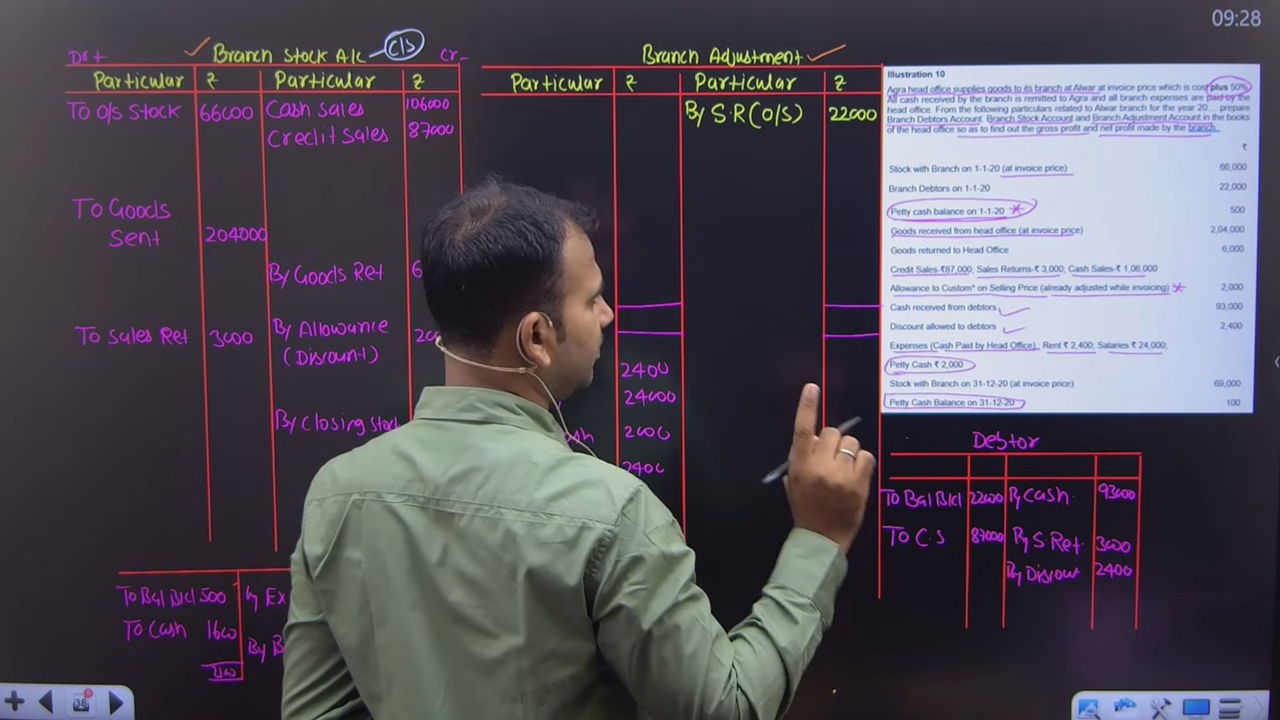 09:28
Dr + Branch Stock A/c C/S Cr -
Particular ₹ Particular ₹
To O/s Stock 66000 Cash Sales 106000
Credit Sales 87000
To Goods Sent 204000
By Goods Ret 6
To Sales Ret 3000 By Allowance 20
(Discount)
By Closing Stock
To Bal B/d 500 By Ex
To Cash 1600 By B
Branch Adjustment
Particular ₹ Particular ₹
By S.R (O/S) 22000
2400
24000
2000
2400
Illustration 10
Agra head office supplies goods to its branch at Alwar at invoice price which is cost plus 50%.
All cash received by the branch is remitted to Agra and all branch expenses are paid by the
head office. From the following particulars related to Alwar branch for the year 20... prepare
Branch Debtors Account. Branch Stock Account and Branch Adjustment Account in the books
of the head office so as to find out the gross profit and net profit made by the branch.
₹
Stock with Branch on 1-1-20 (at invoice price) 66,000
Branch Debtors on 1-1-20 22,000
Petty cash balance on 1-1-20 500
Goods received from head office (at invoice price) 2,04,000
Goods returned to Head Office 6,000
Credit Sales-₹87,000; Sales Returns-₹ 3,000; Cash Sales-₹ 1,06,000
Allowance to Custom* on Selling Price (already adjusted while invoicing) 2,000
Cash received from debtors 93,000
Discount allowed to debtors 2,400
Expenses (Cash Paid by Head Office); Rent ₹ 2,400; Salaries ₹ 24,000;
Petty Cash ₹ 2,000
Stock with Branch on 31-12-20 (at invoice price) 69,000
Petty Cash Balance on 31-12-20 100
Debtor
To Bal B/d 22000 By Cash 93000
To C.S 87000 By S Ret. 3000
By Discout 2400
38